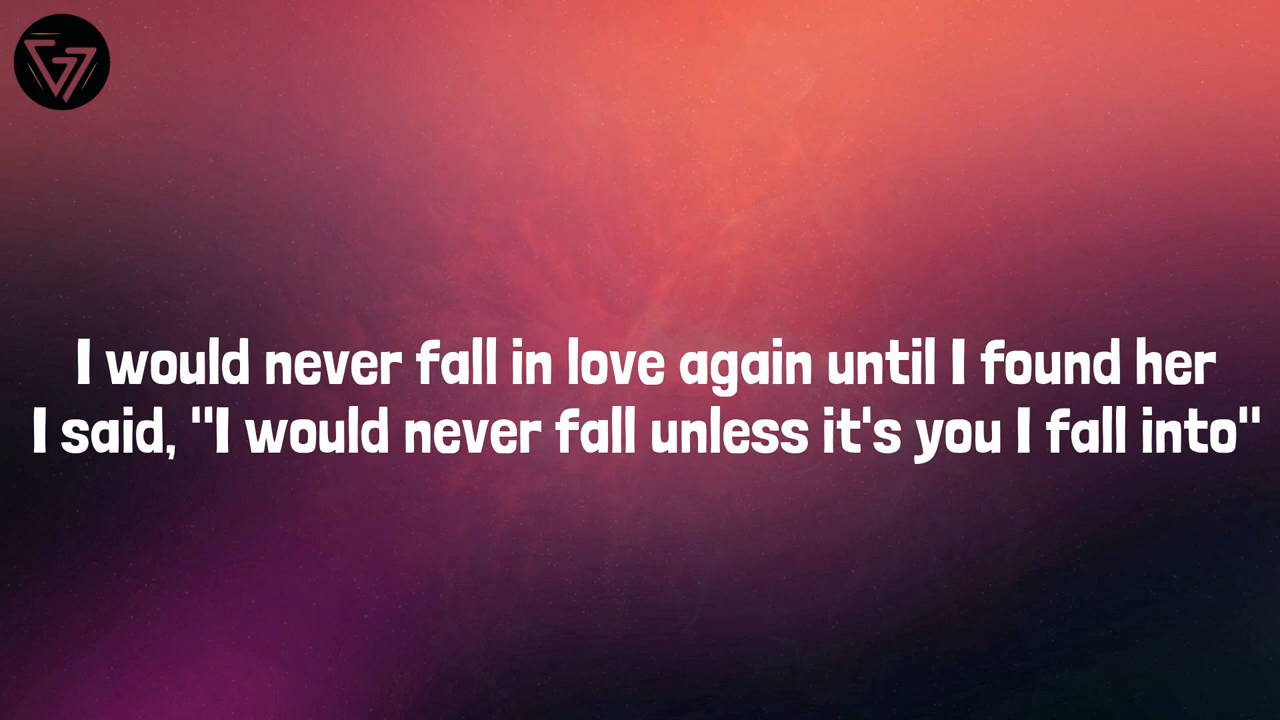 I would never fall in love again until I found her
I said, "I would never fall unless it's you I fall into"